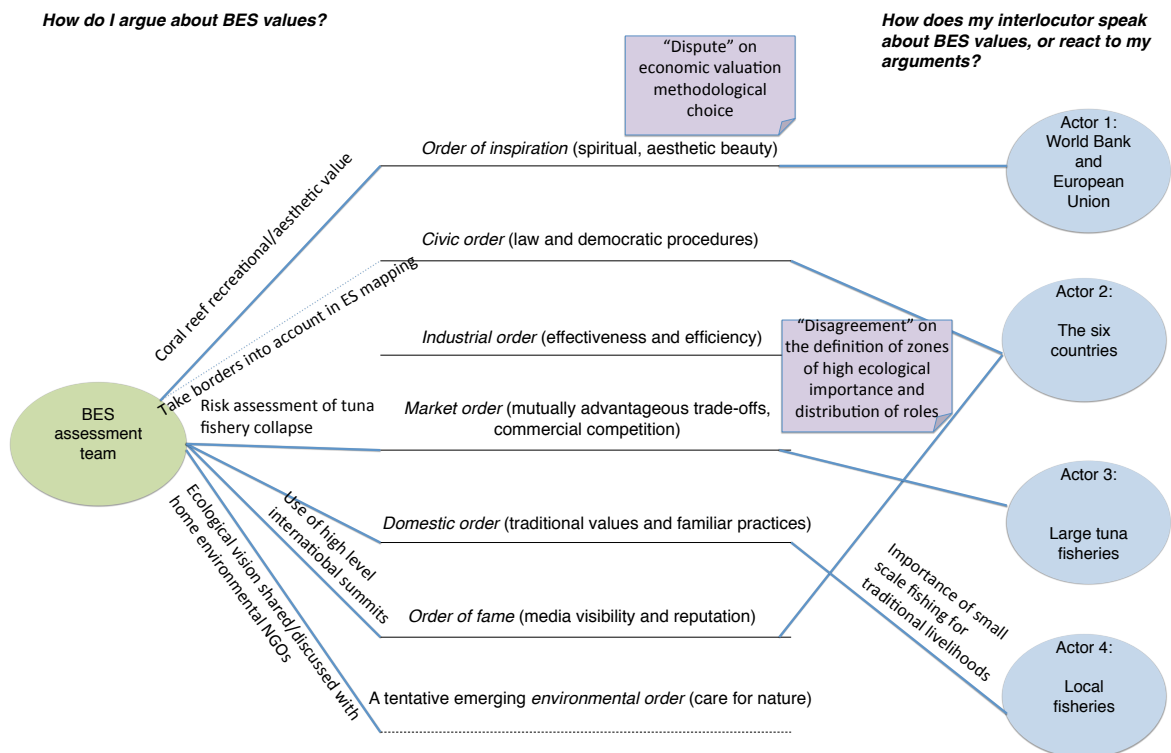 How do I argue about BES values?
How does my interlocutor speak
about BES values, or react to my
arguments?
“Dispute” on
economic valuation
methodological
choice
Actor 1:
World Bank
and
European
Union
Order of inspiration (spiritual, aesthetic beauty)
Coral reef recreational/aesthetic value
Civic order (law and democratic procedures)
Take borders into account in ES mapping
Actor 2:
The six
countries
Industrial order (effectiveness and efficiency)
“Disagreement” on
the definition of zones
of high ecological
importance and
distribution of roles
BES
assessment
team
Risk assessment of tuna
fishery collapse
Market order (mutually advantageous trade-offs,
commercial competition)
Actor 3:
Large tuna
fisheries
Use of high level
internatiobal summits
Domestic order (traditional values and familiar practices)
Importance of small
scale fishing for
traditional livelihoods
Ecological vision shared/discussed with
home environmental NGOs
Order of fame (media visibility and reputation)
Actor 4:
Local
fisheries
A tentative emerging environmental order (care for nature)